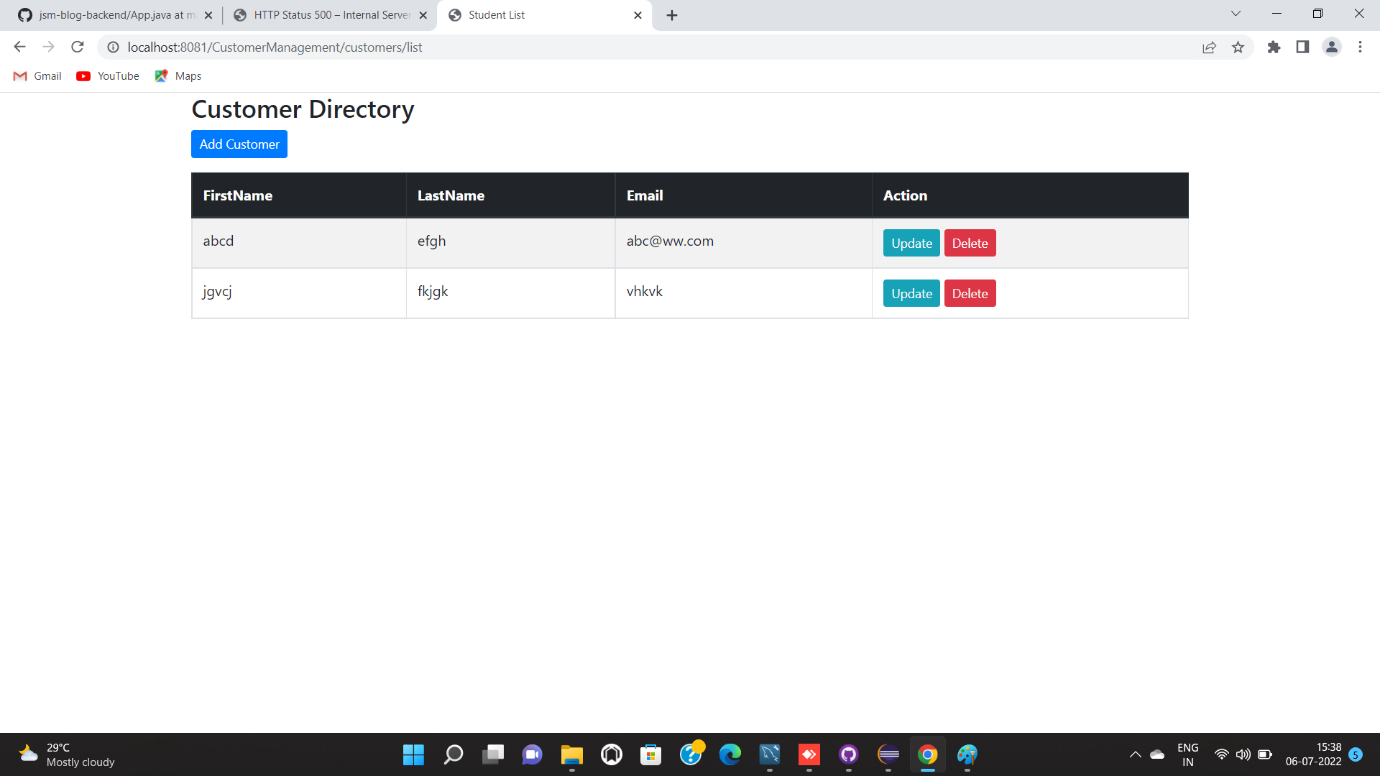 jsm-blog-backend/App.java at m
HTTP Status 500 – Internal Server
Student List
localhost:8081/CustomerManagement/customers/list
Gmail YouTube Maps
Customer Directory
Add Customer
FirstName LastName Email Action
abcd efgh abc@ww.com Update Delete
jgvcj fkjgk vhkvk Update Delete
29°C
Mostly cloudy
ENG
IN
15:38
06-07-2022
5